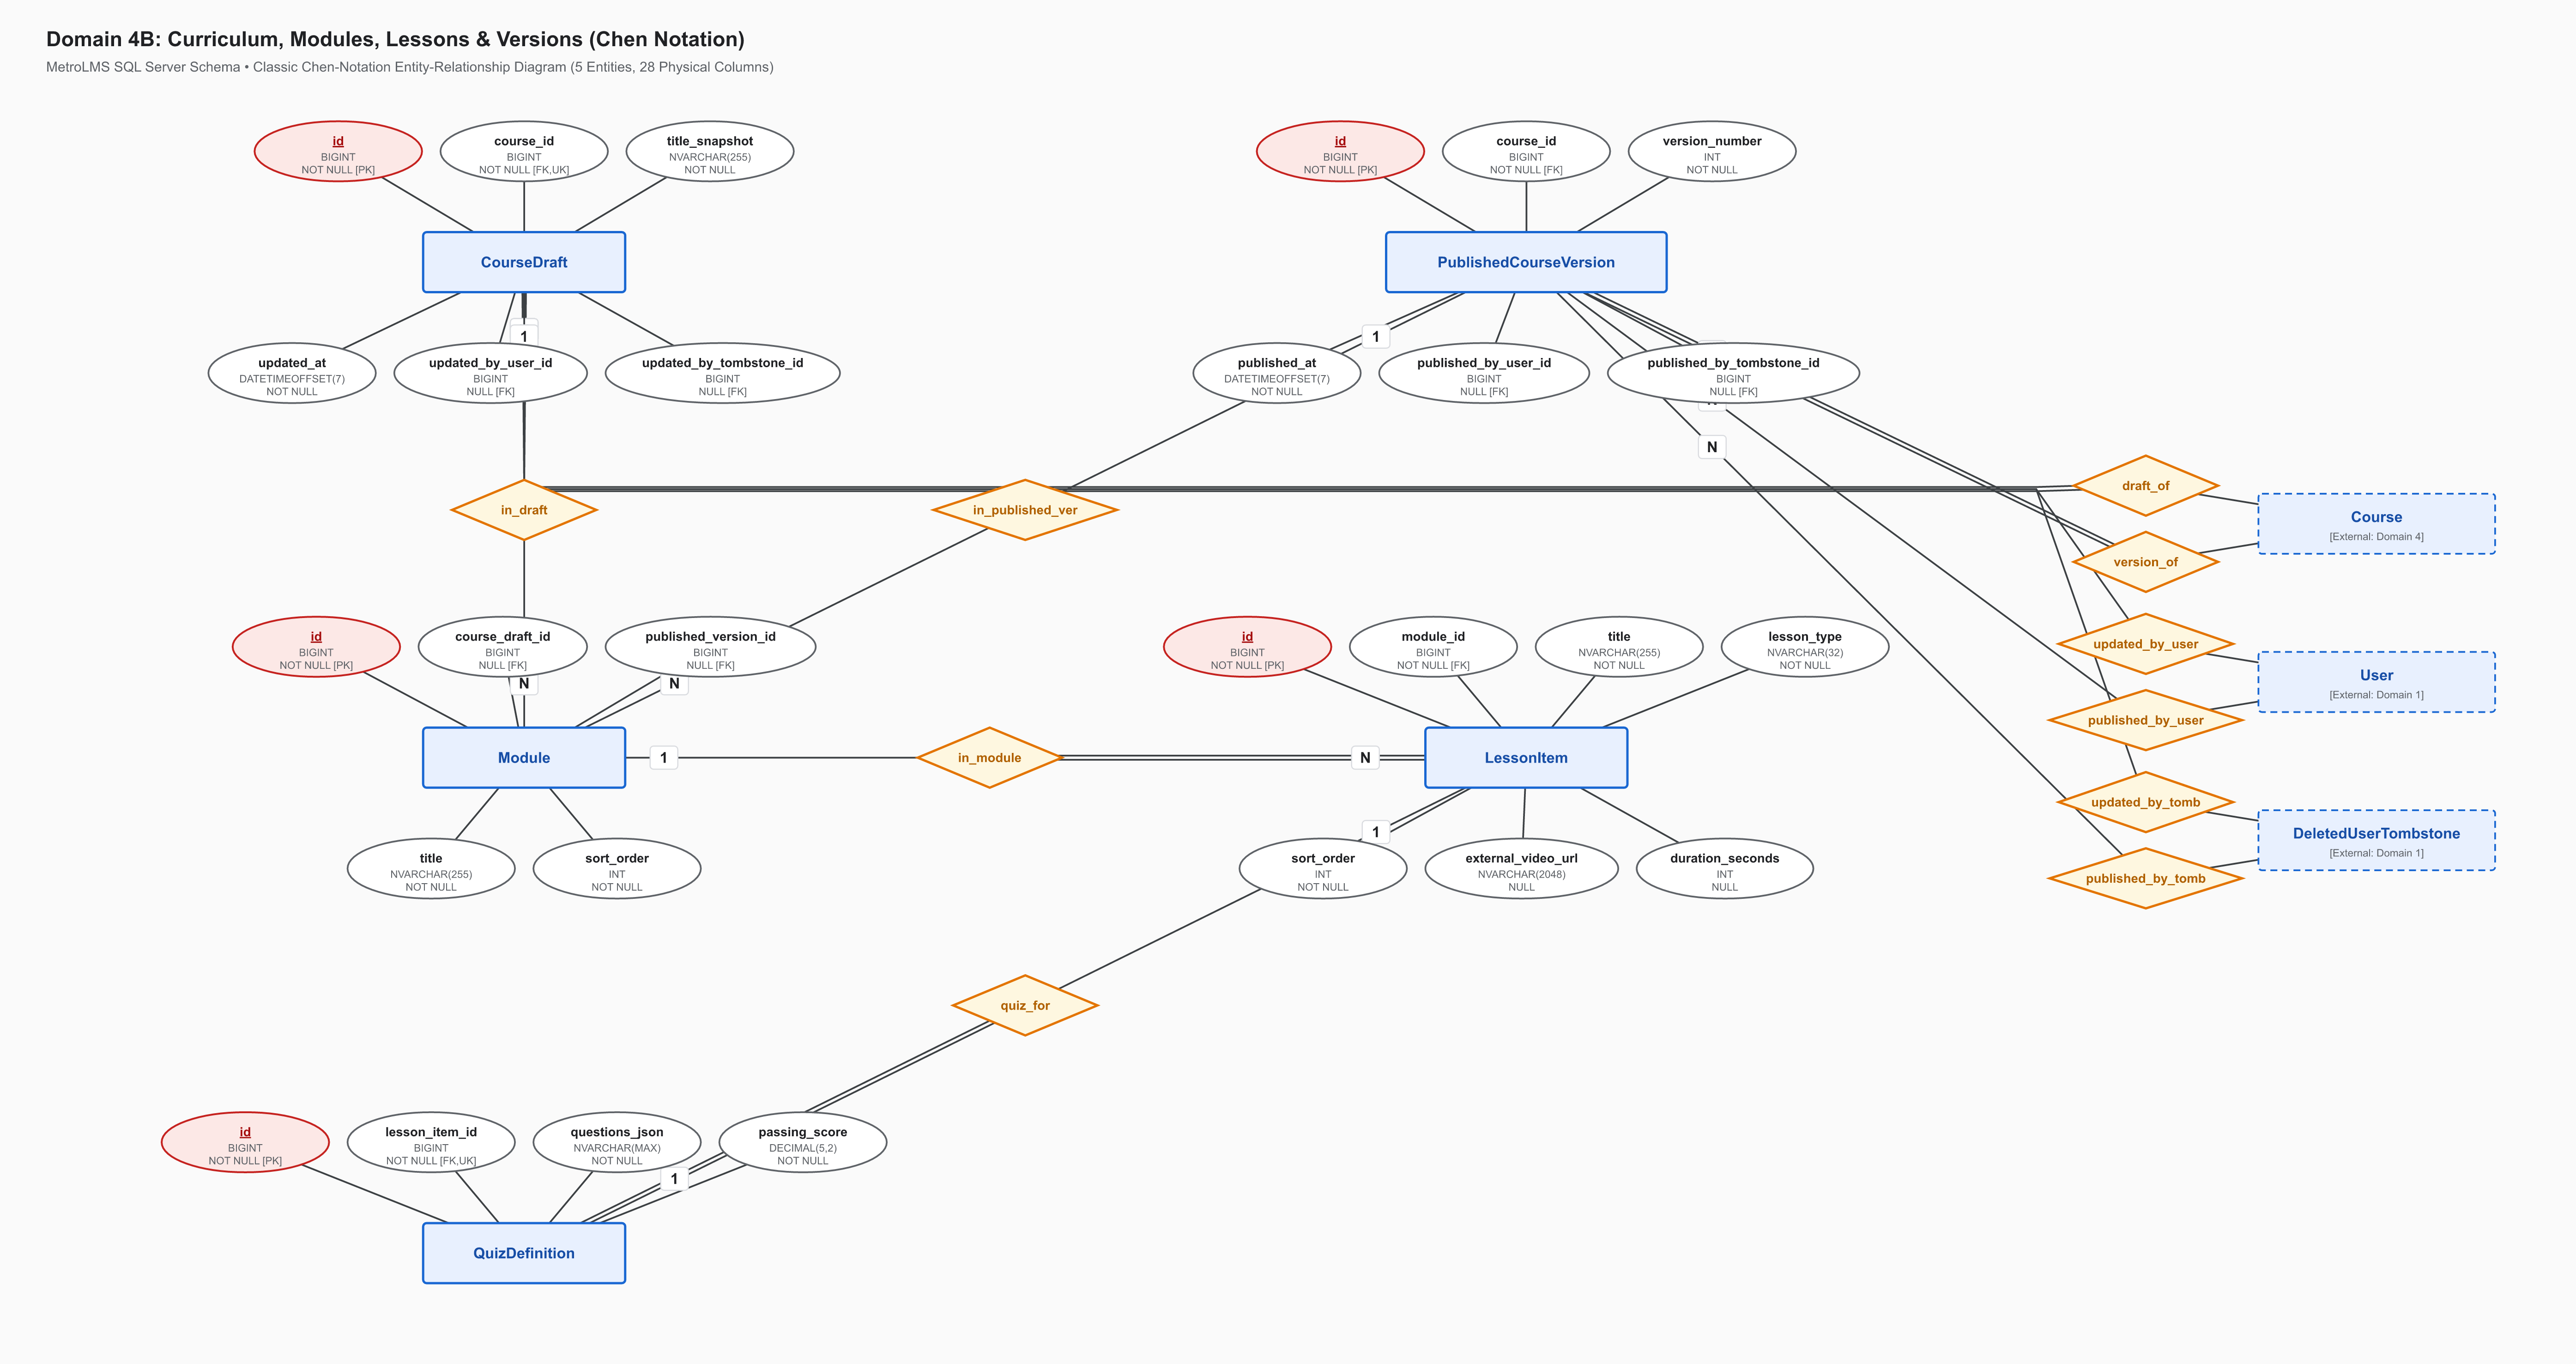 Domain 4B: Curriculum, Modules, Lessons & Versions (Chen Notation)
MetroLMS SQL Server Schema • Classic Chen-Notation Entity-Relationship Diagram (5 Entities, 28 Physical Columns)
id
BIGINT
NOT NULL [PK]
course_id
BIGINT
NOT NULL [FK,UK]
title_snapshot
NVARCHAR(255)
NOT NULL
CourseDraft
1
updated_at
DATETIMEOFFSET(7)
NOT NULL
updated_by_user_id
BIGINT
NULL [FK]
updated_by_tombstone_id
BIGINT
NULL [FK]
id
BIGINT
NOT NULL [PK]
course_id
BIGINT
NOT NULL [FK]
version_number
INT
NOT NULL
PublishedCourseVersion
1
published_at
DATETIMEOFFSET(7)
NOT NULL
published_by_user_id
BIGINT
NULL [FK]
published_by_tombstone_id
BIGINT
NULL [FK]
N
in_draft
in_published_ver
draft_of
version_of
Course
[External: Domain 4]
updated_by_user
published_by_user
User
[External: Domain 1]
updated_by_tomb
published_by_tomb
DeletedUserTombstone
[External: Domain 1]
id
BIGINT
NOT NULL [PK]
course_draft_id
BIGINT
NULL [FK]
published_version_id
BIGINT
NULL [FK]
N
N
Module
1
in_module
N
title
NVARCHAR(255)
NOT NULL
sort_order
INT
NOT NULL
id
BIGINT
NOT NULL [PK]
module_id
BIGINT
NOT NULL [FK]
title
NVARCHAR(255)
NOT NULL
lesson_type
NVARCHAR(32)
NOT NULL
LessonItem
1
sort_order
INT
NOT NULL
external_video_url
NVARCHAR(2048)
NULL
duration_seconds
INT
NULL
quiz_for
id
BIGINT
NOT NULL [PK]
lesson_item_id
BIGINT
NOT NULL [FK,UK]
questions_json
NVARCHAR(MAX)
NOT NULL
passing_score
DECIMAL(5,2)
NOT NULL
1
QuizDefinition